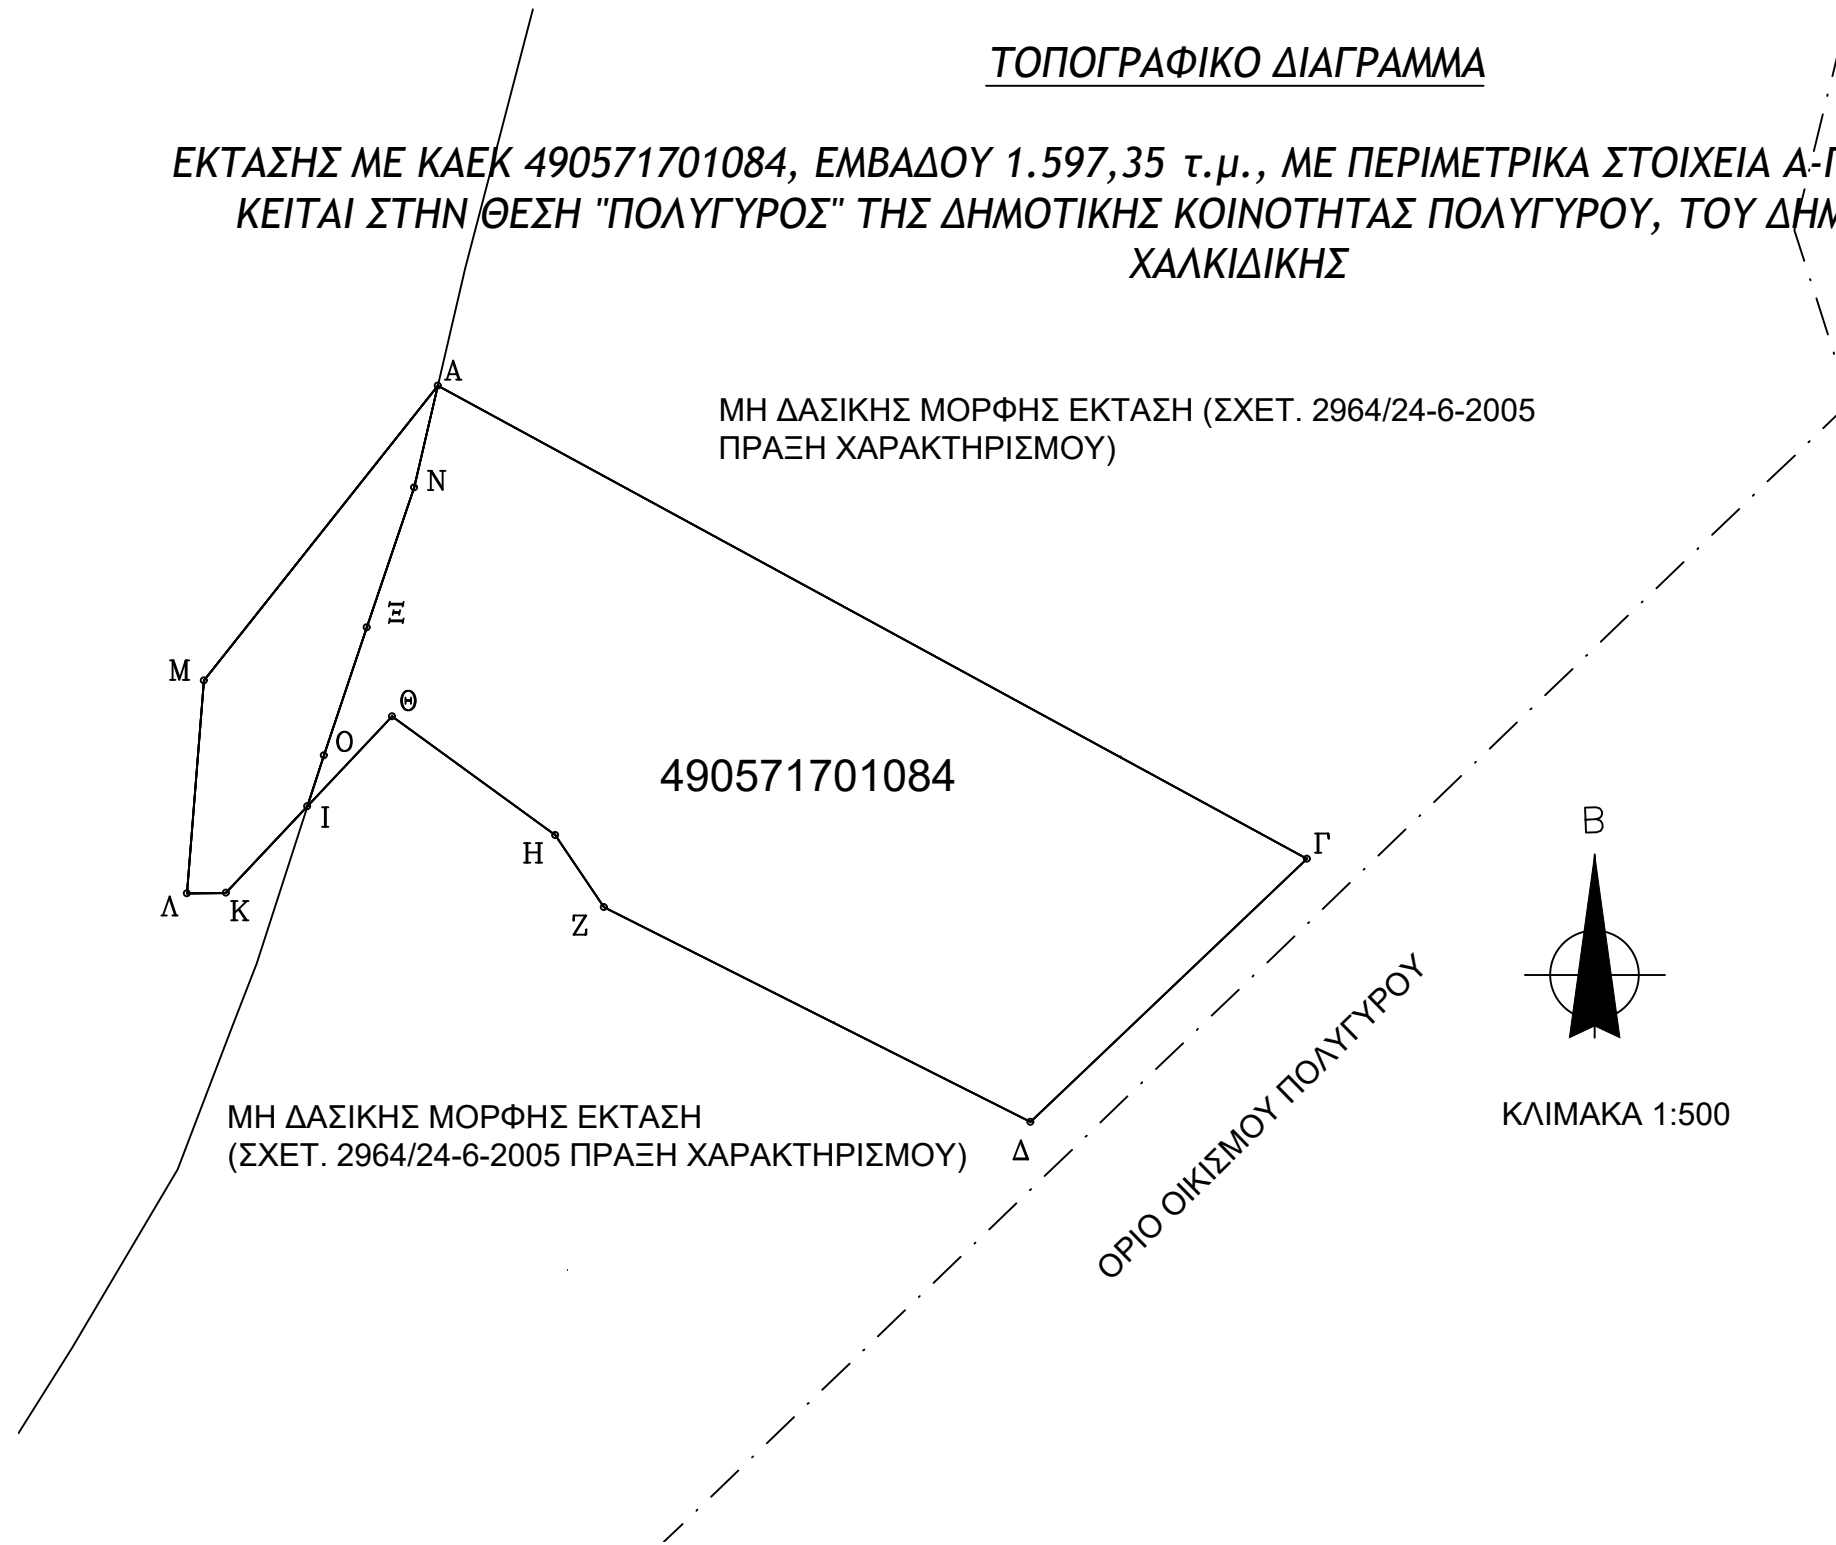 ΤΟΠΟΓΡΑΦΙΚΟ ΔΙΑΓΡΑΜΜΑ
ΕΚΤΑΣΗΣ ΜΕ ΚΑΕΚ 490571701084, ΕΜΒΑΔΟΥ 1.597,35 τ.μ., ΜΕ ΠΕΡΙΜΕΤΡΙΚΑ ΣΤΟΙΧΕΙΑ Α-Γ
ΚΕΙΤΑΙ ΣΤΗΝ ΘΕΣΗ "ΠΟΛΥΓΥΡΟΣ" ΤΗΣ ΔΗΜΟΤΙΚΗΣ ΚΟΙΝΟΤΗΤΑΣ ΠΟΛΥΓΥΡΟΥ, ΤΟΥ
ΧΑΛΚΙΔΙΚΗΣ
Α
ΜΗ ΔΑΣΙΚΗΣ ΜΟΡΦΗΣ ΕΚΤΑΣΗ (ΣΧΕΤ. 2964/24-6-2005
ΠΡΑΞΗ ΧΑΡΑΚΤΗΡΙΣΜΟΥ)
Ν
Ξ
Μ
Θ
Ο
490571701084
Ι
Η
Γ
Β
Λ
Κ
Ζ
ΟΡΙΟ ΟΙΚΙΣΜΟΥ ΠΟΛΥΓΥΡΟΥ
ΚΛΙΜΑΚΑ 1:500
ΜΗ ΔΑΣΙΚΗΣ ΜΟΡΦΗΣ ΕΚΤΑΣΗ
(ΣΧΕΤ. 2964/24-6-2005 ΠΡΑΞΗ ΧΑΡΑΚΤΗΡΙΣΜΟΥ)
Δ